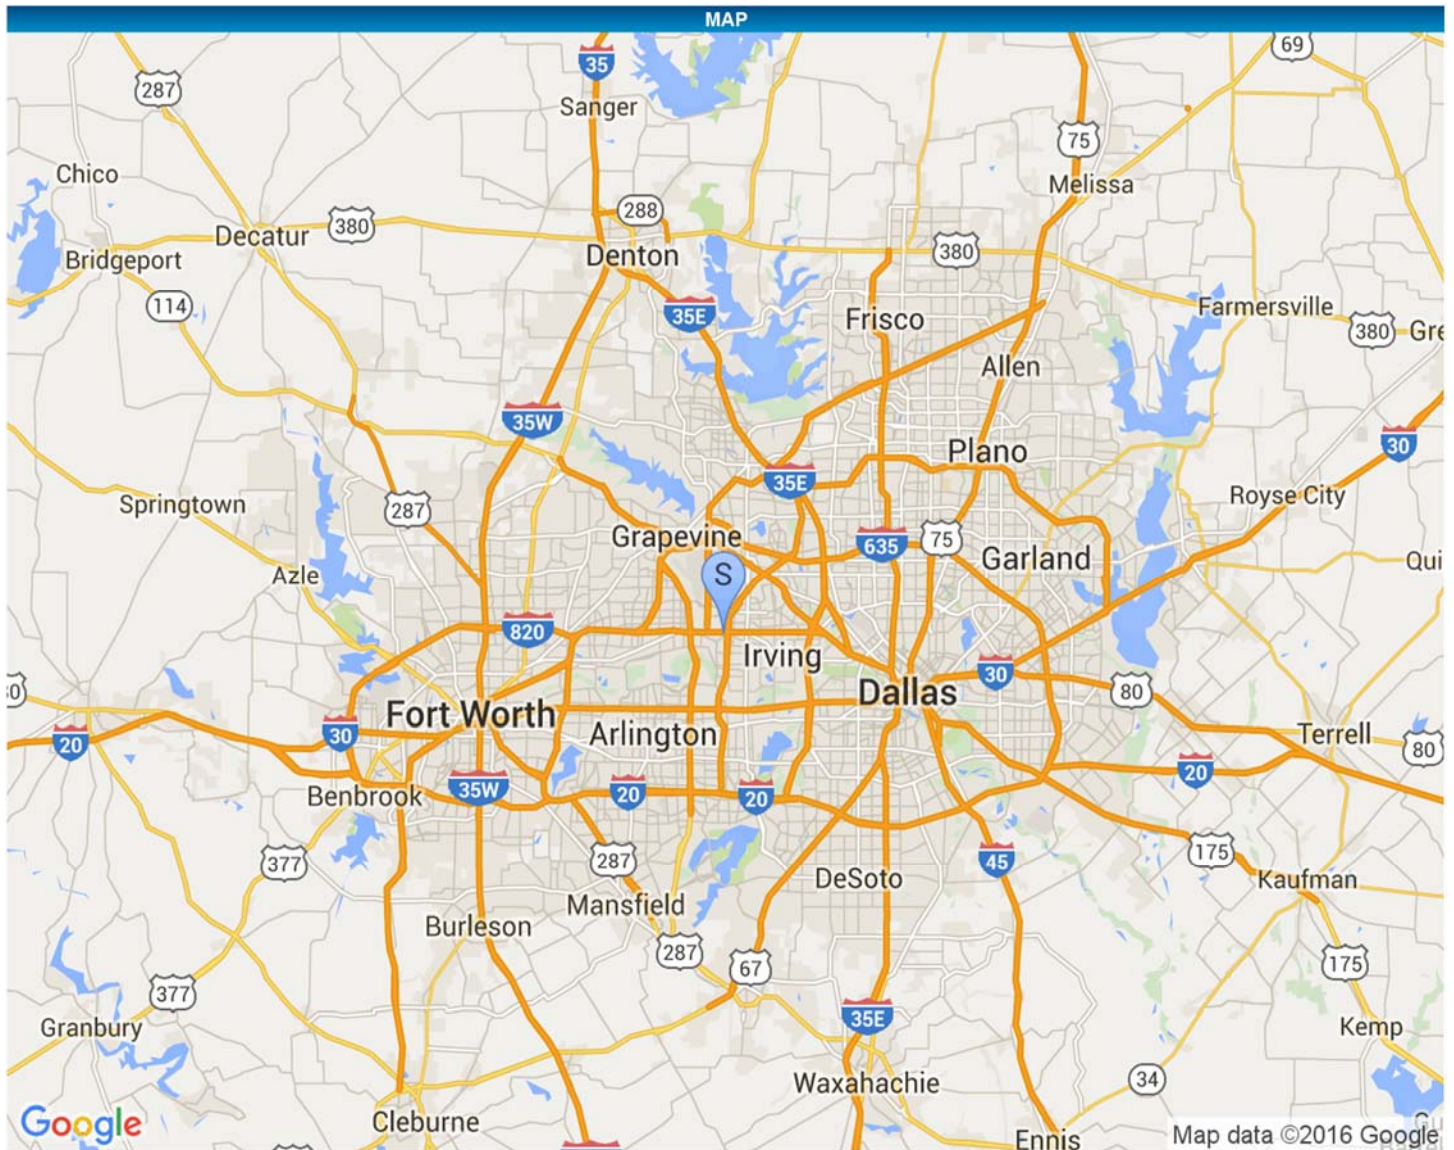 MAP
69
35
287
Sanger
75
Chico
Melissa
288
380
Decatur
380
Denton
Bridgeport
114
Farmersville
35E
Frisco
380
Gre
Allen
35W
30
Plano
35E
Royse City
Springtown
287
Grapevine
635
75
Garland
Qui
Azle
S
820
Irving
30
80
Dallas
Fort Worth
30
Arlington
Terrell
20
80
20
35W
20
20
Benbrook
175
45
377
287
DeSoto
Kaufman
Mansfield
Burleson
287
67
175
377
35E
Granbury
Kemp
34
Waxahachie
Google
Cleburne
Ennis
Map data ©2016 Google